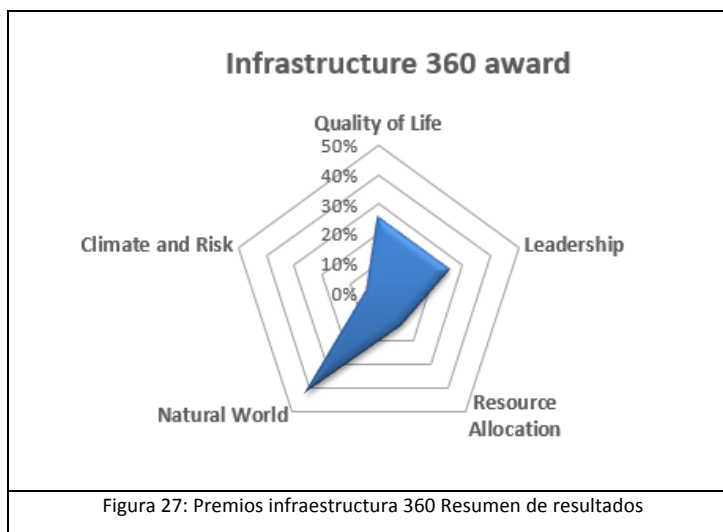 Infrastructure 360 award
Quality of Life
50%
40%
30%
20%
10%
0%
Climate and Risk
Leadership
Natural World
Resource
Allocation
Figura 27: Premios infraestructura 360 Resumen de resultados